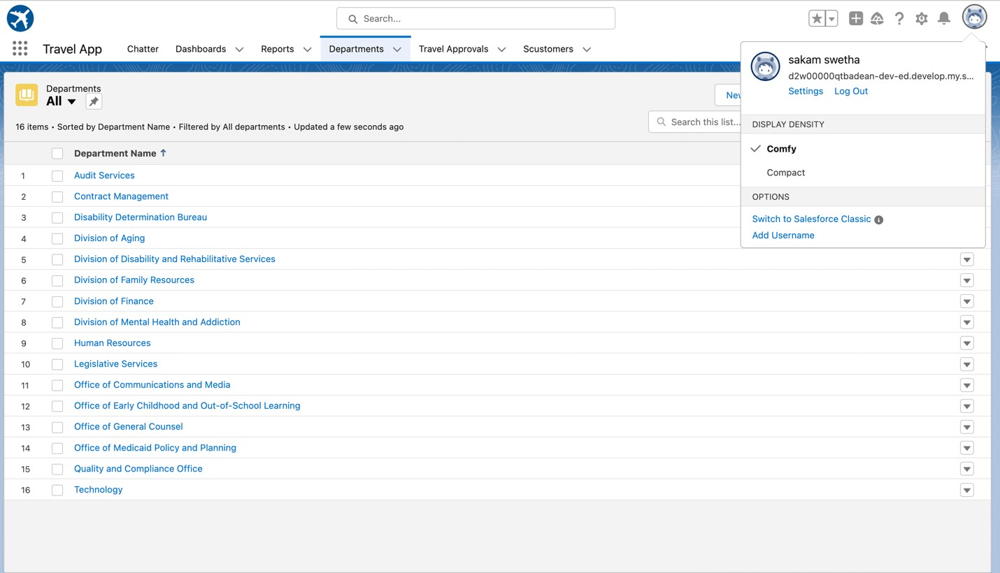 Search...
Travel App Chatter Dashboards Reports Departments Travel Approvals Scustomers
sakam swetha
d2w00000qtbadean-dev-ed.develop.my.s...
Settings Log Out
DISPLAY DENSITY
Comfy
Compact
OPTIONS
Switch to Salesforce Classic
Add Username
Departments
All
16 items • Sorted by Department Name • Filtered by All departments • Updated a few seconds ago
Search this list...
Department Name
1 Audit Services
2 Contract Management
3 Disability Determination Bureau
4 Division of Aging
5 Division of Disability and Rehabilitative Services
6 Division of Family Resources
7 Division of Finance
8 Division of Mental Health and Addiction
9 Human Resources
10 Legislative Services
11 Office of Communications and Media
12 Office of Early Childhood and Out-of-School Learning
13 Office of General Counsel
14 Office of Medicaid Policy and Planning
15 Quality and Compliance Office
16 Technology